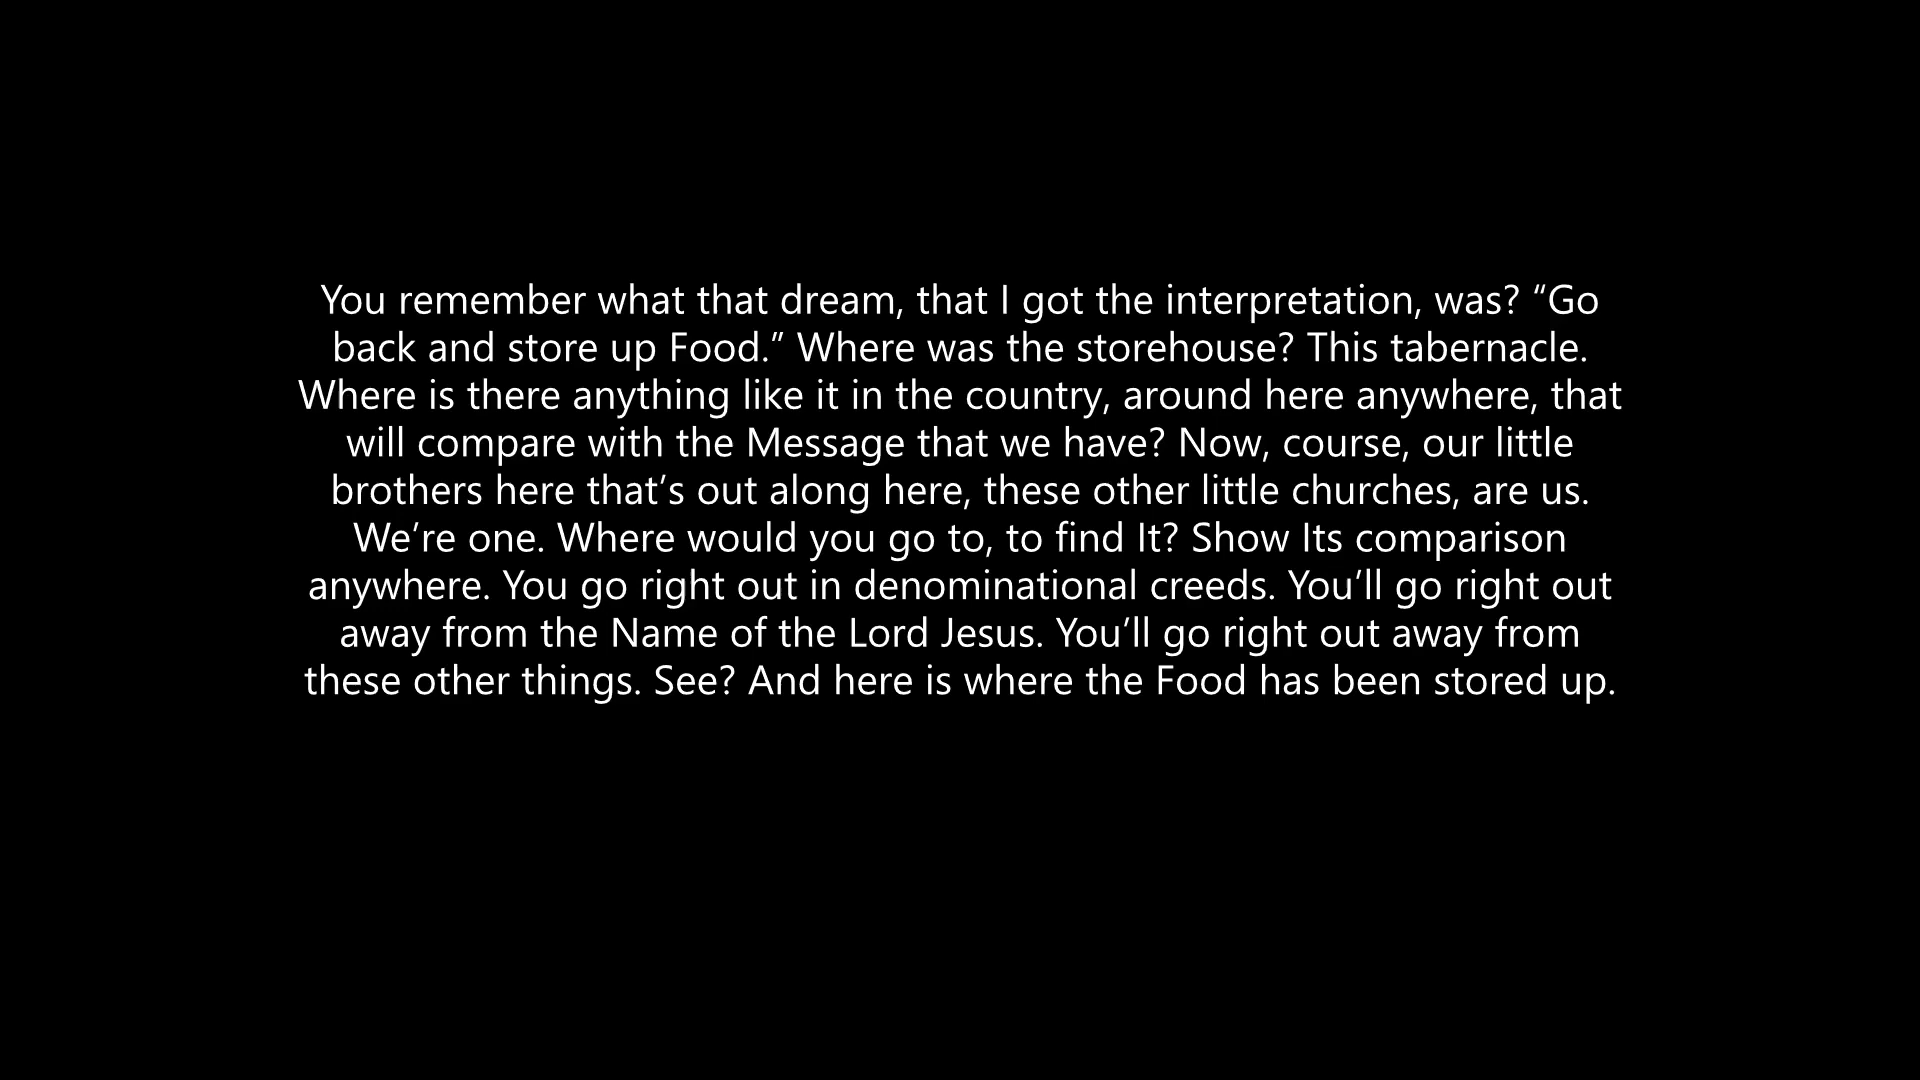 You remember what that dream, that I got the interpretation, was? “Go
back and store up Food.” Where was the storehouse? This tabernacle.
Where is there anything like it in the country, around here anywhere, that
will compare with the Message that we have? Now, course, our little
brothers here that’s out along here, these other little churches, are us.
We’re one. Where would you go to, to find It? Show Its comparison
anywhere. You go right out in denominational creeds. You’ll go right out
away from the Name of the Lord Jesus. You’ll go right out away from
these other things. See? And here is where the Food has been stored up.